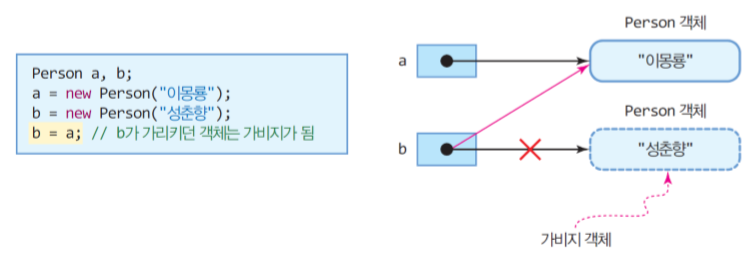 Person a, b;
a = new Person("이몽룡");
b = new Person("성춘향");
b = a; // b가 가리키던 객체는 가비지가 됨
Person 객체
a
"이몽룡"
Person 객체
b
"성춘향"
가비지 객체